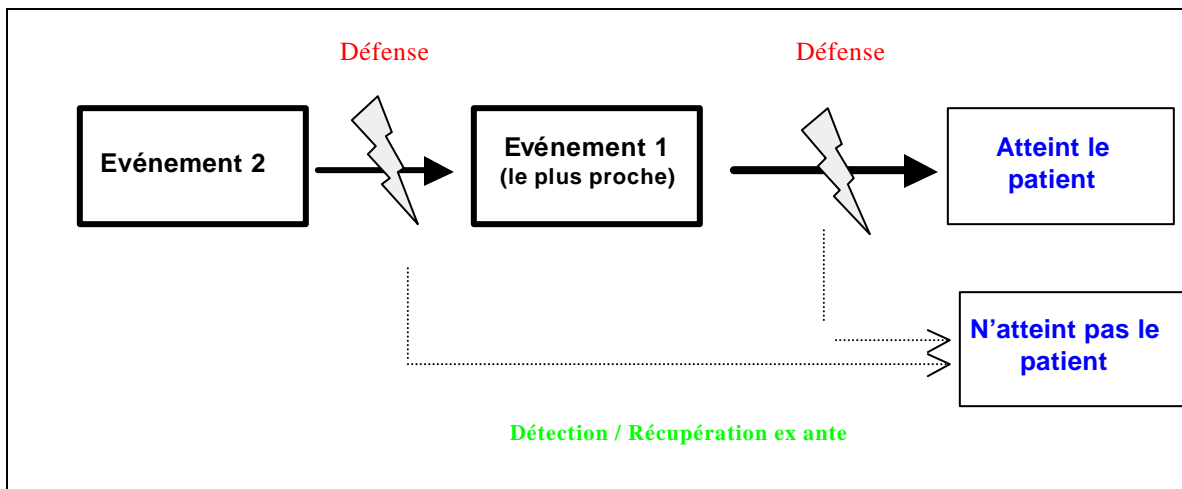 Défense
Défense
Evénement 2
Evénement 1
(le plus proche)
Atteint le
patient
N'atteint pas le
patient
Détection / Récupération ex ante